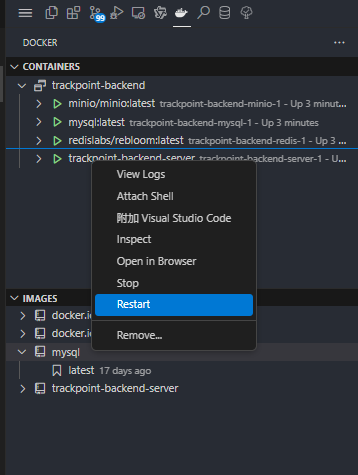 99
DOCKER
CONTAINERS
trackpoint-backend
minio/minio:latest trackpoint-backend-minio-1 - Up 3 minut...
mysql:latest trackpoint-backend-mysql-1 - Up 3 minutes
redislabs/rebloom:latest trackpoint-backend-redis-1 - Up 3...
trackpoint-backend-server trackpoint-backend-server-1 - Up ...
View Logs
Attach Shell
附加 Visual Studio Code
Inspect
Open in Browser
Stop
Restart
Remove...
IMAGES
docker.i
docker.i
mysql
latest 17 days ago
trackpoint-backend-server